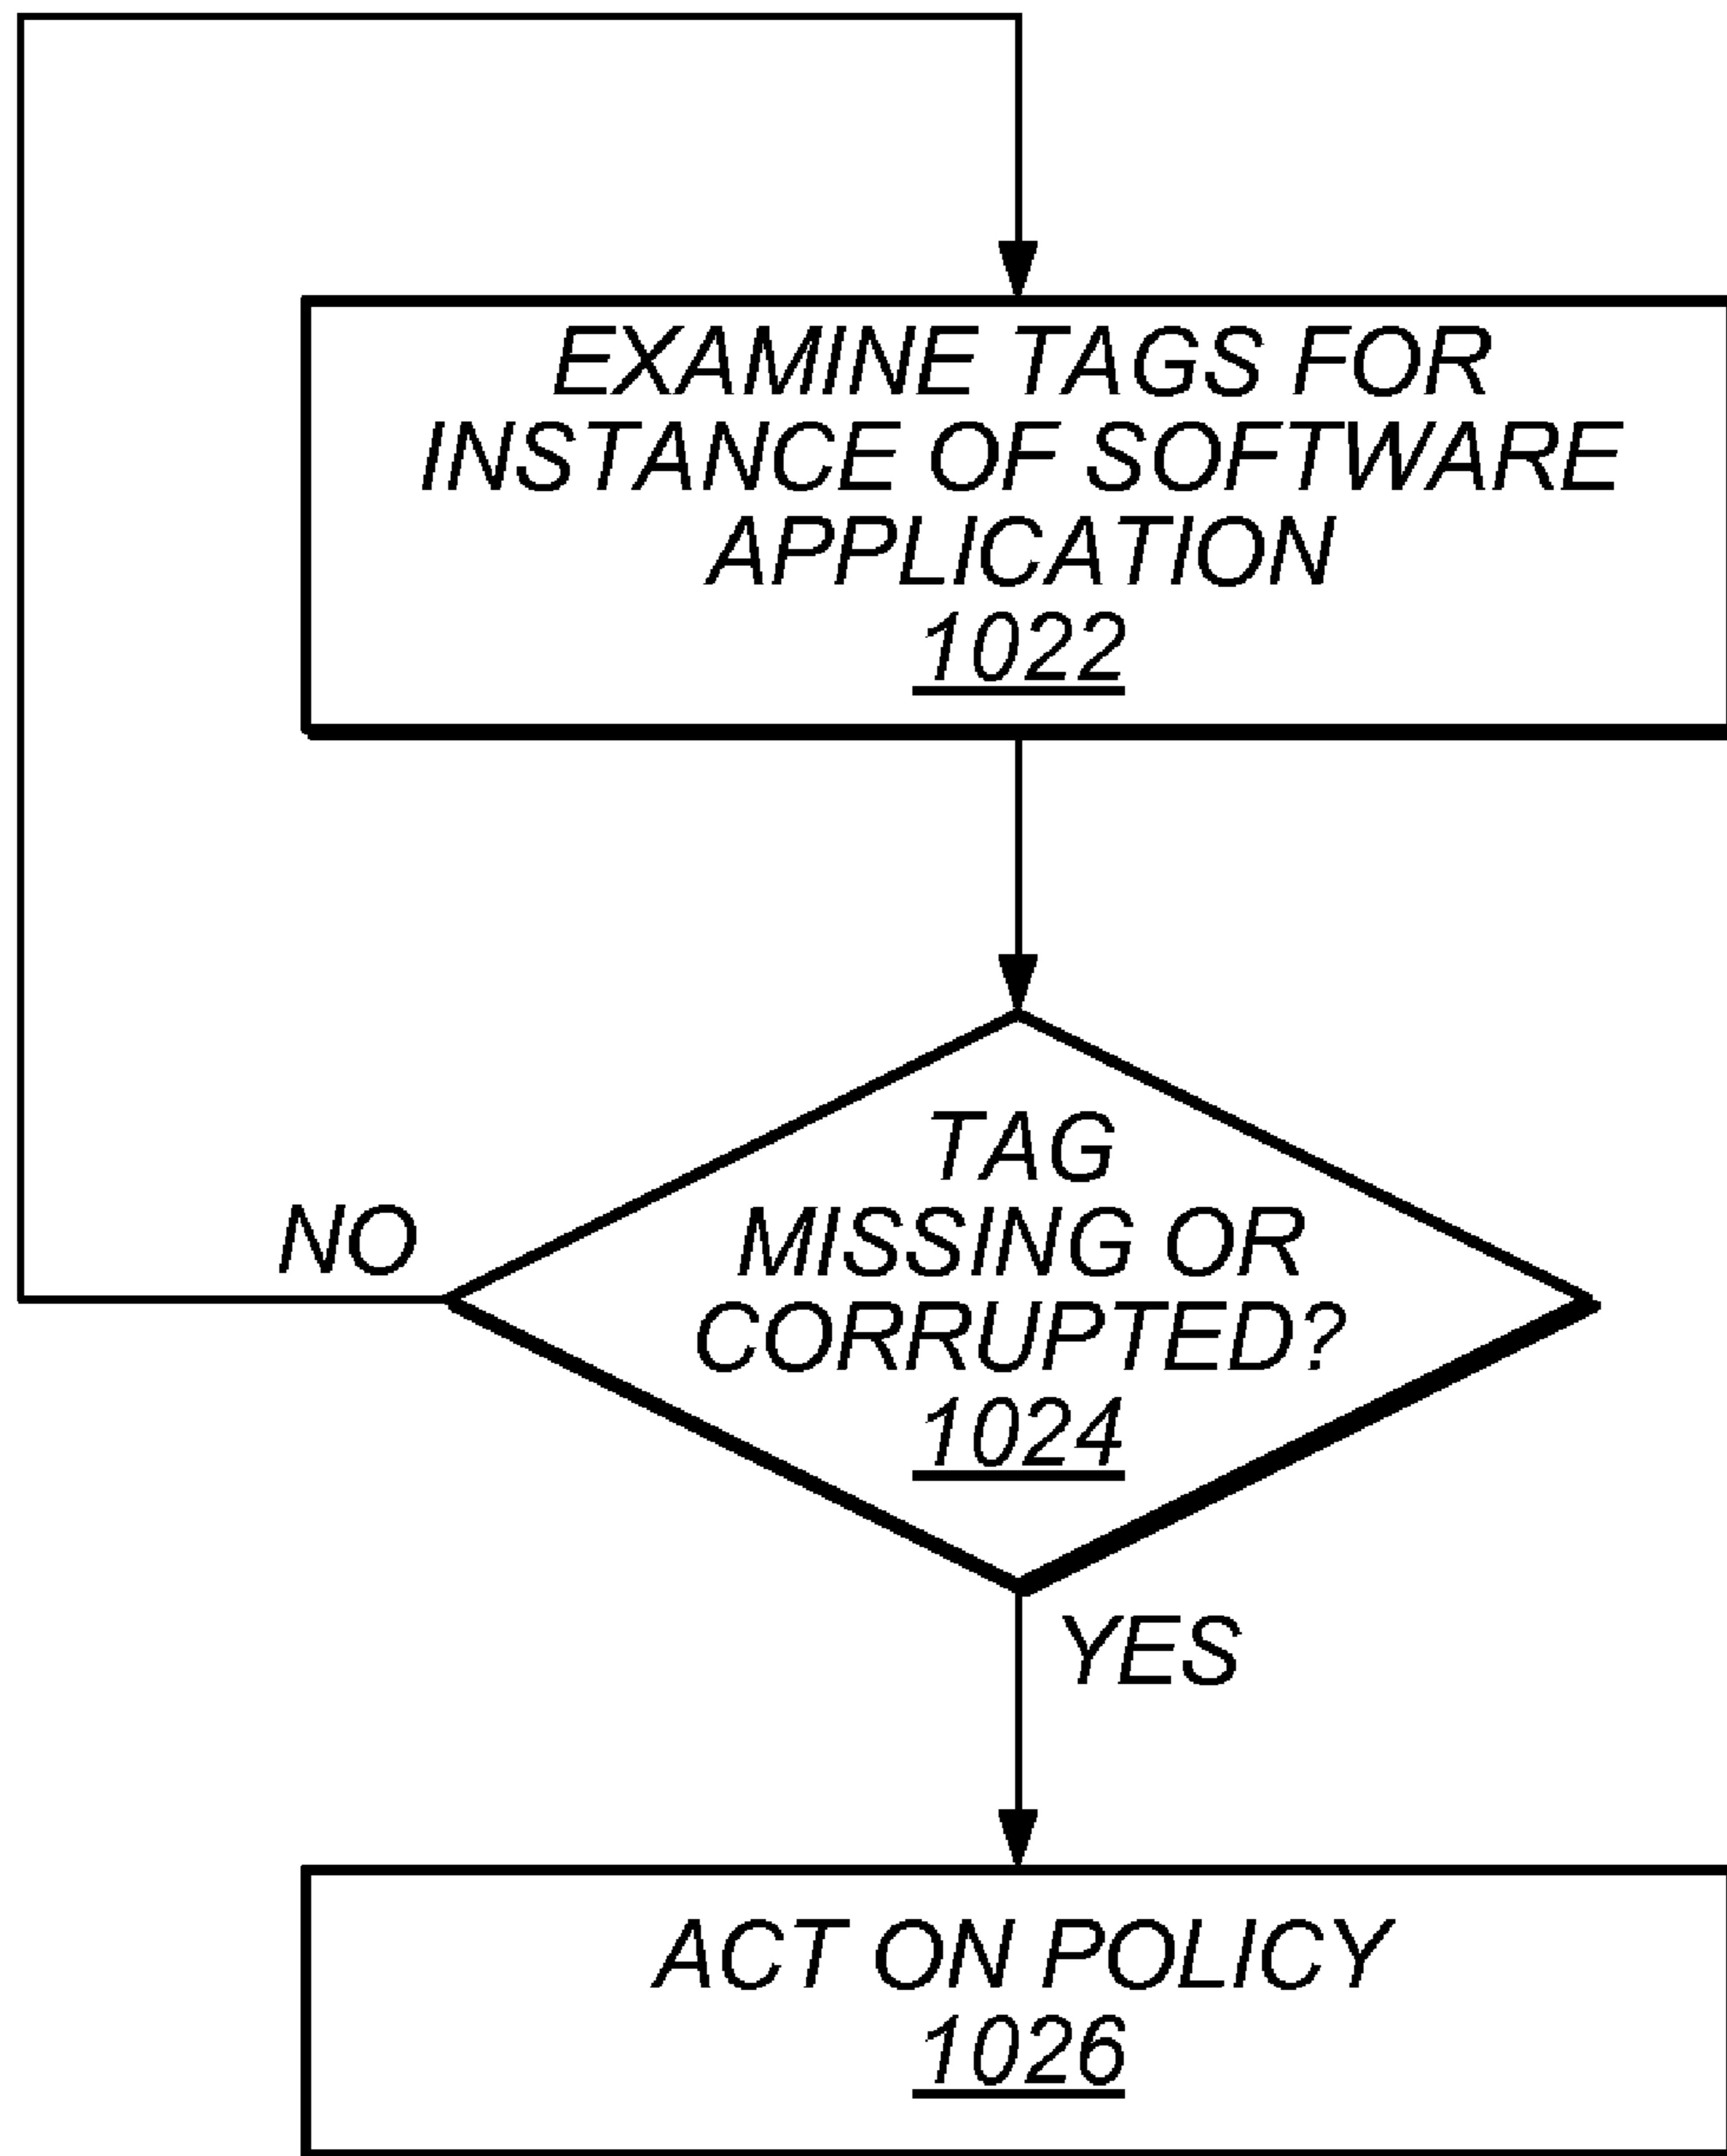 EXAMINE TAGS FOR
INSTANCE OF SOFTWARE
APPLICATION
1022
TAG
MISSING OR
CORRUPTED?
1024
NO
YES
ACT ON POLICY
1026